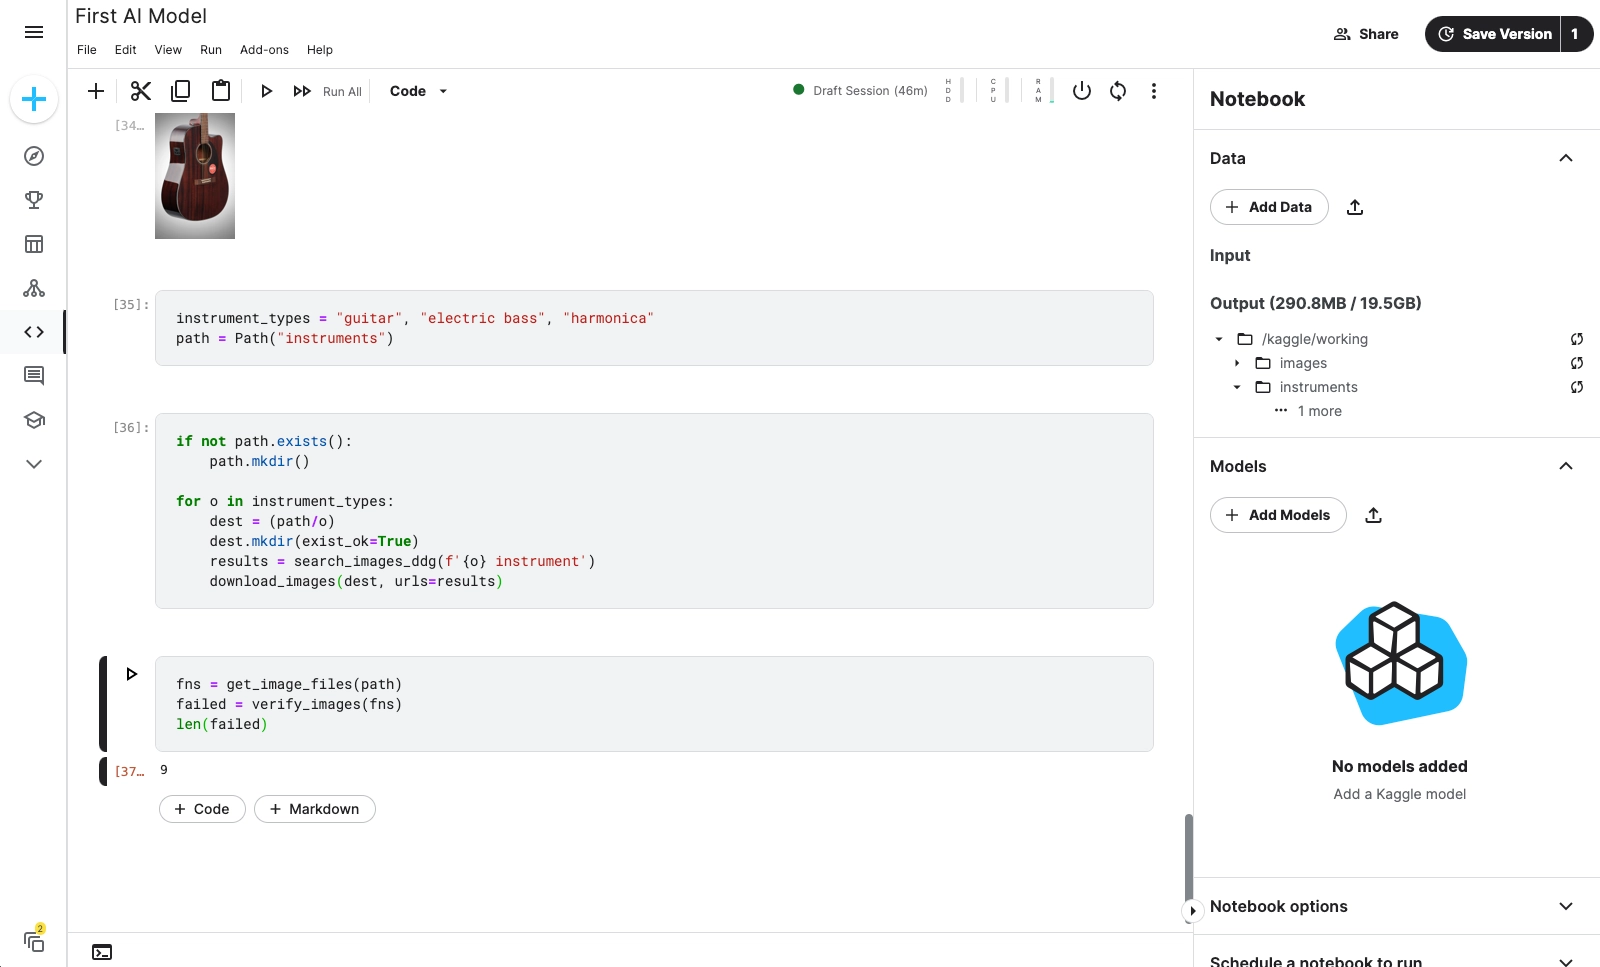 First AI Model
File Edit View Run Add-ons Help
Share
Save Version 1
Run All
Code
Draft Session (46m)
HDD
CPU
RAM
[34...
[35]:
instrument_types = "guitar", "electric bass", "harmonica"
path = Path("instruments")
[36]:
if not path.exists():
    path.mkdir()
for o in instrument_types:
    dest = (path/o)
    dest.mkdir(exist_ok=True)
    results = search_images_ddg(f'{o} instrument')
    download_images(dest, urls=results)
fns = get_image_files(path)
failed = verify_images(fns)
len(failed)
[37...
9
+ Code
+ Markdown
2
Notebook
Data
+ Add Data
Input
Output (290.8MB / 19.5GB)
/kaggle/working
images
instruments
1 more
Models
+ Add Models
No models added
Add a Kaggle model
Notebook options
Schedule a notebook to run